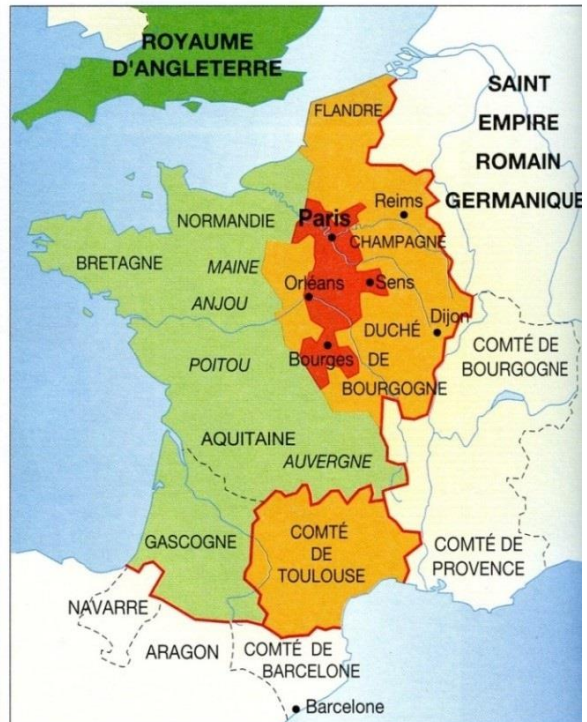 ROYAUME
D'ANGLETERRE
SAINT
EMPIRE
ROMAIN
GERMANIQUE
FLANDRE
NORMANDIE
Paris
Reims
CHAMPAGNE
BRETAGNE
MAINE
ANJOU
Orléans
Sens
DUCHÉ
DE
BOURGOGNE
Dijon
Bourges
COMTÉ DE
BOURGOGNE
POITOU
AQUITAINE
AUVERGNE
GASCOGNE
COMTÉ
DE
TOULOUSE
COMTÉ DE
PROVENCE
NAVARRE
ARAGON
COMTÉ DE
BARCELONE
Barcelone